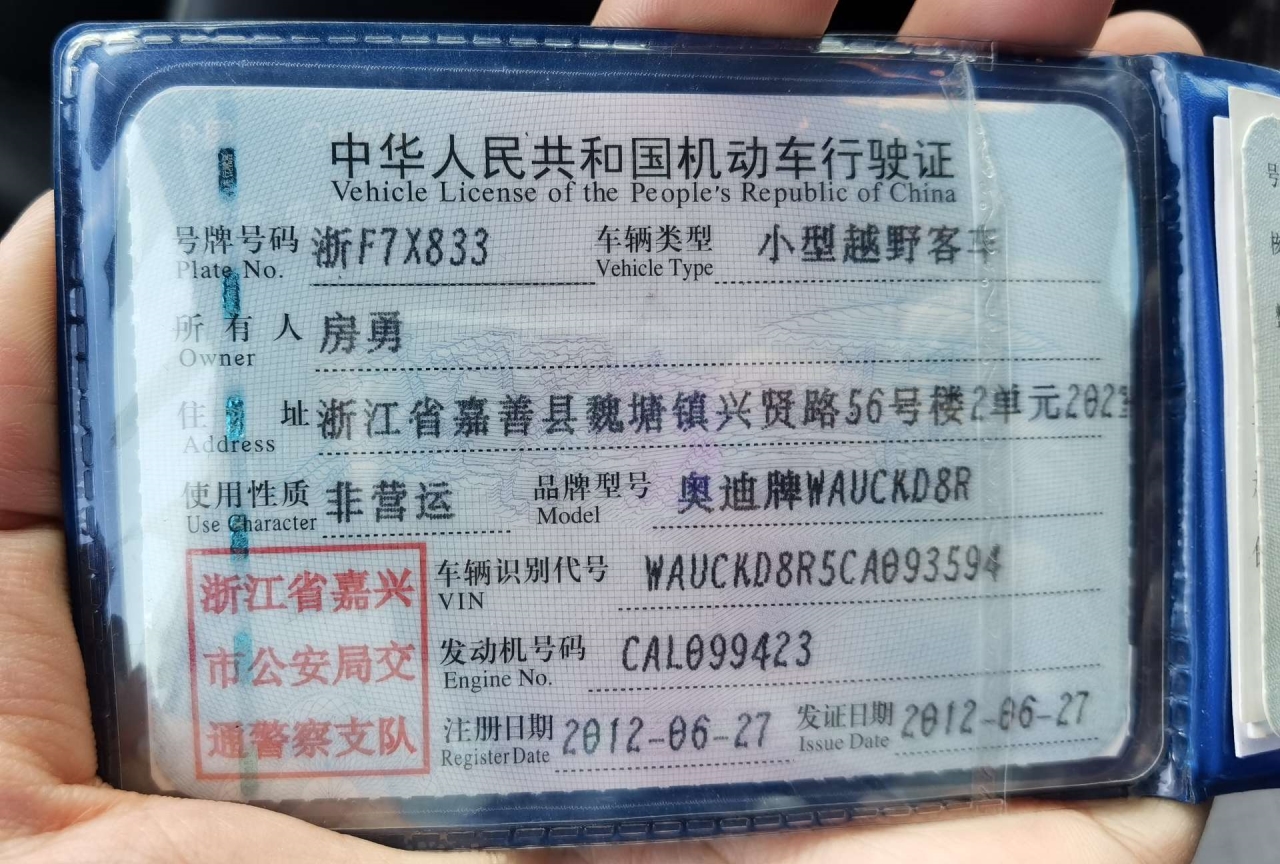 中华人民共和国机动车行驶证
Vehicle License of the People's Republic of China
号牌号码 浙F7X833 车辆类型 小型越野客车
Plate No. Vehicle Type
所有人 房勇
Owner
住址 浙江省嘉善县魏塘镇兴贤路56号楼2单元202室
Address
使用性质 非营运 品牌型号 奥迪牌WAUCKD8R
Use Character Model
浙江省嘉兴
市公安局交
通警察支队
车辆识别代号 WAUCKD8R5CA093594
VIN
发动机号码 CAL099423
Engine No.
注册日期 2012-06-27 发证日期 2012-06-27
Register Date Issue Date
号